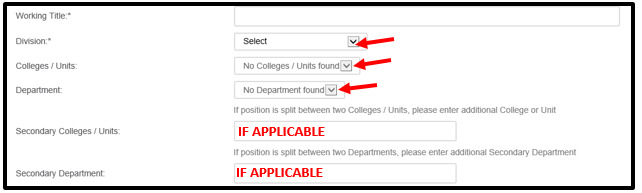 Working Title:*
Division:* Select
Colleges / Units: No Colleges / Units found
Department: No Department found
If position is split between two Colleges / Units, please enter additional College or Unit
Secondary Colleges / Units: IF APPLICABLE
If position is split between two Departments, please enter additional Secondary Department
Secondary Department: IF APPLICABLE